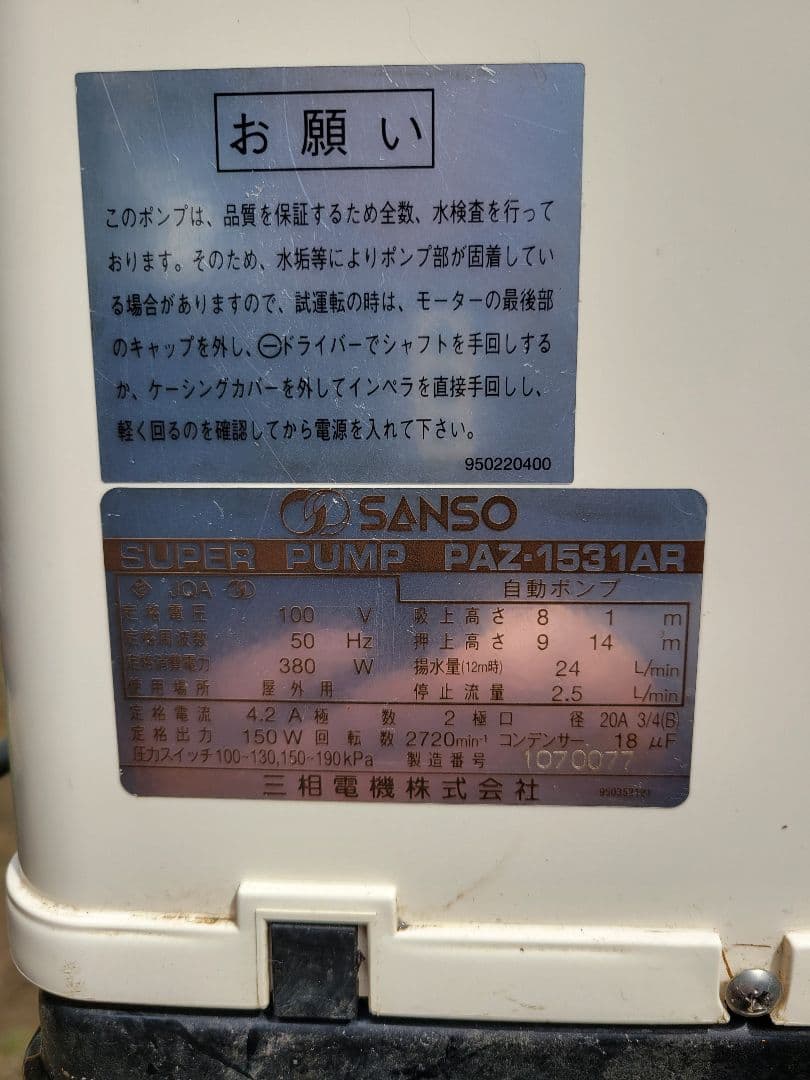 お願い
このポンプは、品質を保証するため全数、水検査を行って
おります。そのため、水垢等によりポンプ部が固着してい
る場合がありますので、試運転の時は、モーターの最後部
のキャップを外し、⊖ドライバーでシャフトを手回しする
か、ケーシングカバーを外してインペラを直接手回しし、
軽く回るのを確認してから電源を入れて下さい。
950220400
SANSO
SUPER PUMP PAZ-1531AR
JQA 自動ポンプ
定格電圧 100 V 吸上高さ 8 1 m
定格周波数 50 Hz 押上高さ 9 14 m
定格消費電力 380 W 揚水量(12m時) 24 L/min
使用場所 屋外用 停止流量 2.5 L/min
定格電流 4.2 A 極数 2極 口径 20A 3/4(B)
定格出力 150W 回転数 2720min⁻¹ コンデンサー 18 μF
圧力スイッチ 100~130,150~190kPa 製造番号 1070077
三相電機株式会社